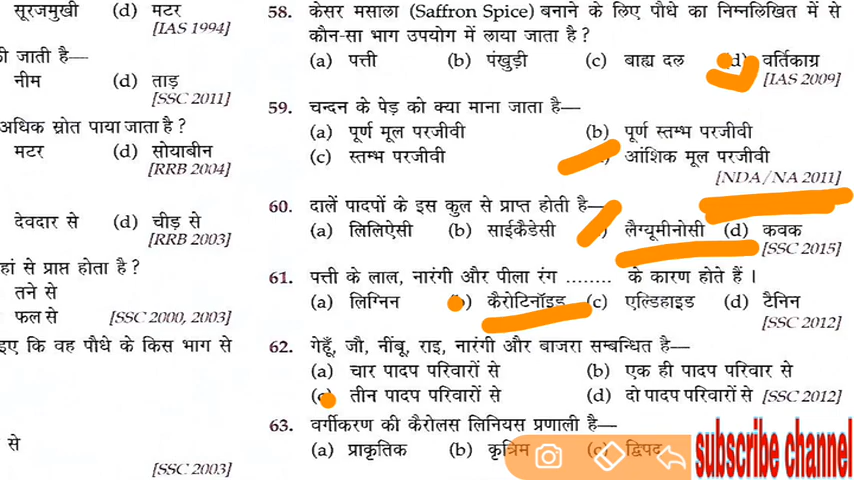 सूरजमुखी (d) मटर
[IAS 1994]
की जाती है—
नीम (d) ताड़
[SSC 2011]
अधिक स्रोत पाया जाता है ?
मटर (d) सोयाबीन
[RRB 2004]
देवदार से (d) चीड़ से
[RRB 2003]
हां से प्राप्त होता है ?
तने से
फल से [SSC 2000, 2003]
इए कि वह पौधे के किस भाग से
से
[SSC 2003]
58. केसर मसाला (Saffron Spice) बनाने के लिए पौधे का निम्नलिखित में से
कौन-सा भाग उपयोग में लाया जाता है ?
(a) पत्ती (b) पंखुड़ी (c) बाह्य दल (d) वर्तिकाग्र
[IAS 2009]
59. चन्दन के पेड़ को क्या माना जाता है—
(a) पूर्ण मूल परजीवी (b) पूर्ण स्तम्भ परजीवी
(c) स्तम्भ परजीवी आंशिक मूल परजीवी
[NDA/NA 2011]
60. दालें पादपों के इस कुल से प्राप्त होती है—
(a) लिलिऐसी (b) साईकैडेसी लैग्यूमीनोसी (d) कवक
[SSC 2015]
61. पत्ती के लाल, नारंगी और पीला रंग ........ के कारण होते हैं ।
(a) लिग्निन (b) कैरोटिनॉइड (c) एल्डिहाइड (d) टैनिन
[SSC 2012]
62. गेहूँ, जौ, नींबू, राइ, नारंगी और बाजरा सम्बन्धित है—
(a) चार पादप परिवारों से (b) एक ही पादप परिवार से
(c) तीन पादप परिवारों से (d) दो पादप परिवारों से [SSC 2012]
63. वर्गीकरण की कैरोलस लिनियस प्रणाली है—
(a) प्राकृतिक (b) कृत्रिम (c) द्विपद
subscribe channel